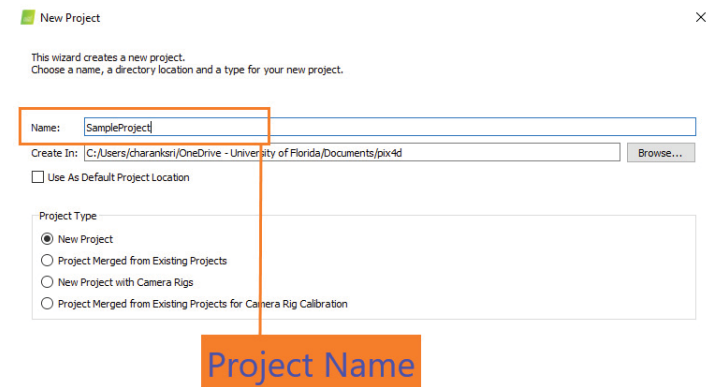 New Project
This wizard creates a new project.
Choose a name, a directory location and a type for your new project.
Name: SampleProject
Create In: C:/Users/charanksri/OneDrive - University of Florida/Documents/pix4d Browse...
Use As Default Project Location
Project Type
New Project
Project Merged from Existing Projects
New Project with Camera Rigs
Project Merged from Existing Projects for Camera Rig Calibration
Project Name